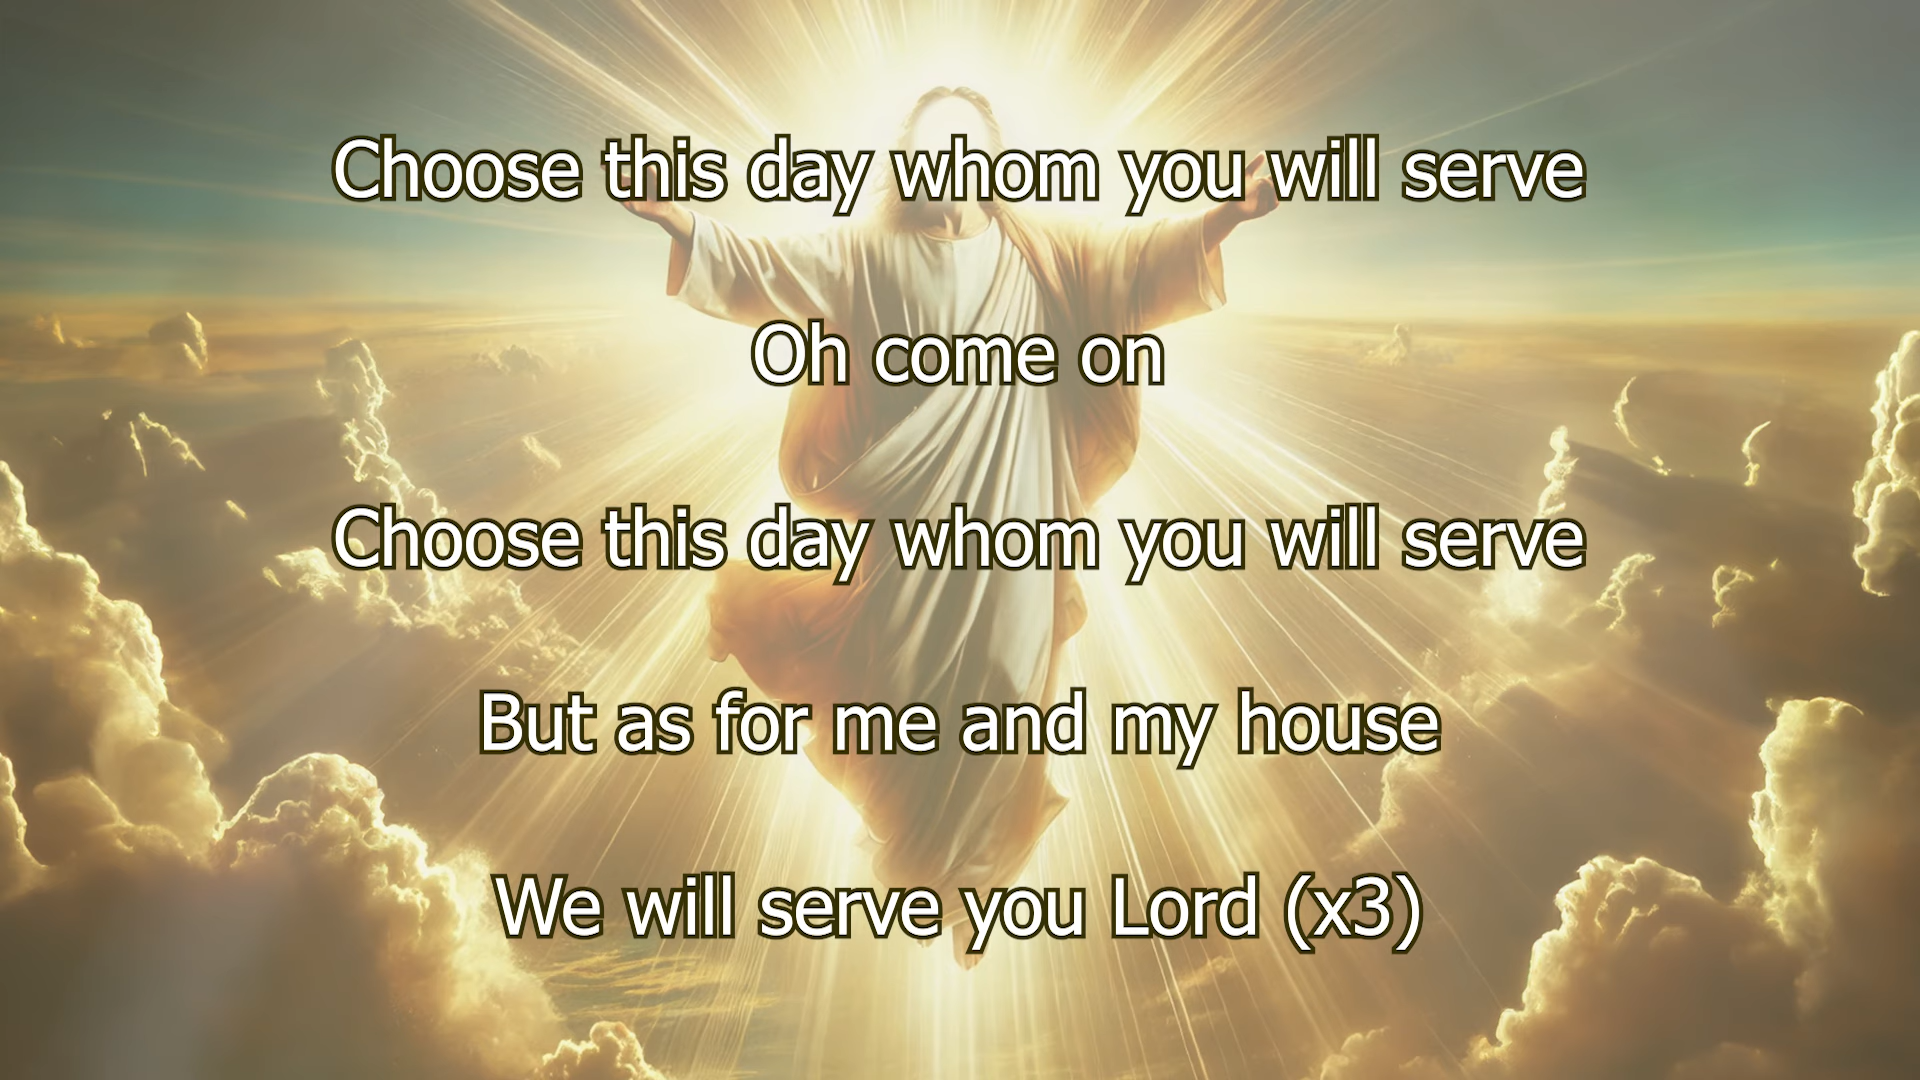 Choose this day whom you will serve
Oh come on
Choose this day whom you will serve
But as for me and my house
We will serve you Lord (x3)